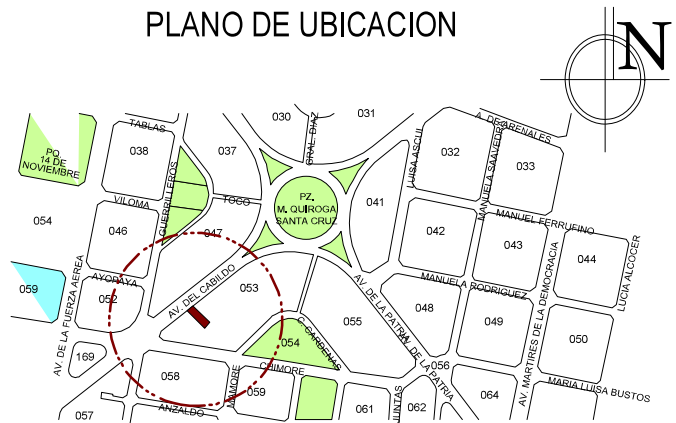 PLANO DE UBICACION
N
030
031
GRAL. DIAZ
A. DE ARENALES
TABLAS
038
037
032
033
LUISA ASCUI
MANUELA SAAVEDRA
PQ.
14 DE
NOVIEMBRE
GUERRILLEROS
VILOMA
TOCO
PZ.
M. QUIROGA
SANTA CRUZ
041
054
046
047
042
043
MANUEL FERRUFINO
044
LUCIA ALCOCER
059
AYOPAYA
052
AV. DE LA FUERZA AEREA
AV. DEL CABILDO
053
AV. DE LA PATRIA
MANUELA RODRIGUEZ
048
049
AV. MARTIRES DE LA DEMOCRACIA
050
055
C. CARDENAS
054
AV. DE LA PATRIA
169
058
CHIMORE
MAMORE
059
056
064
MARIA LUISA BUSTOS
057
ANZALDO
061
JUNTAS
062